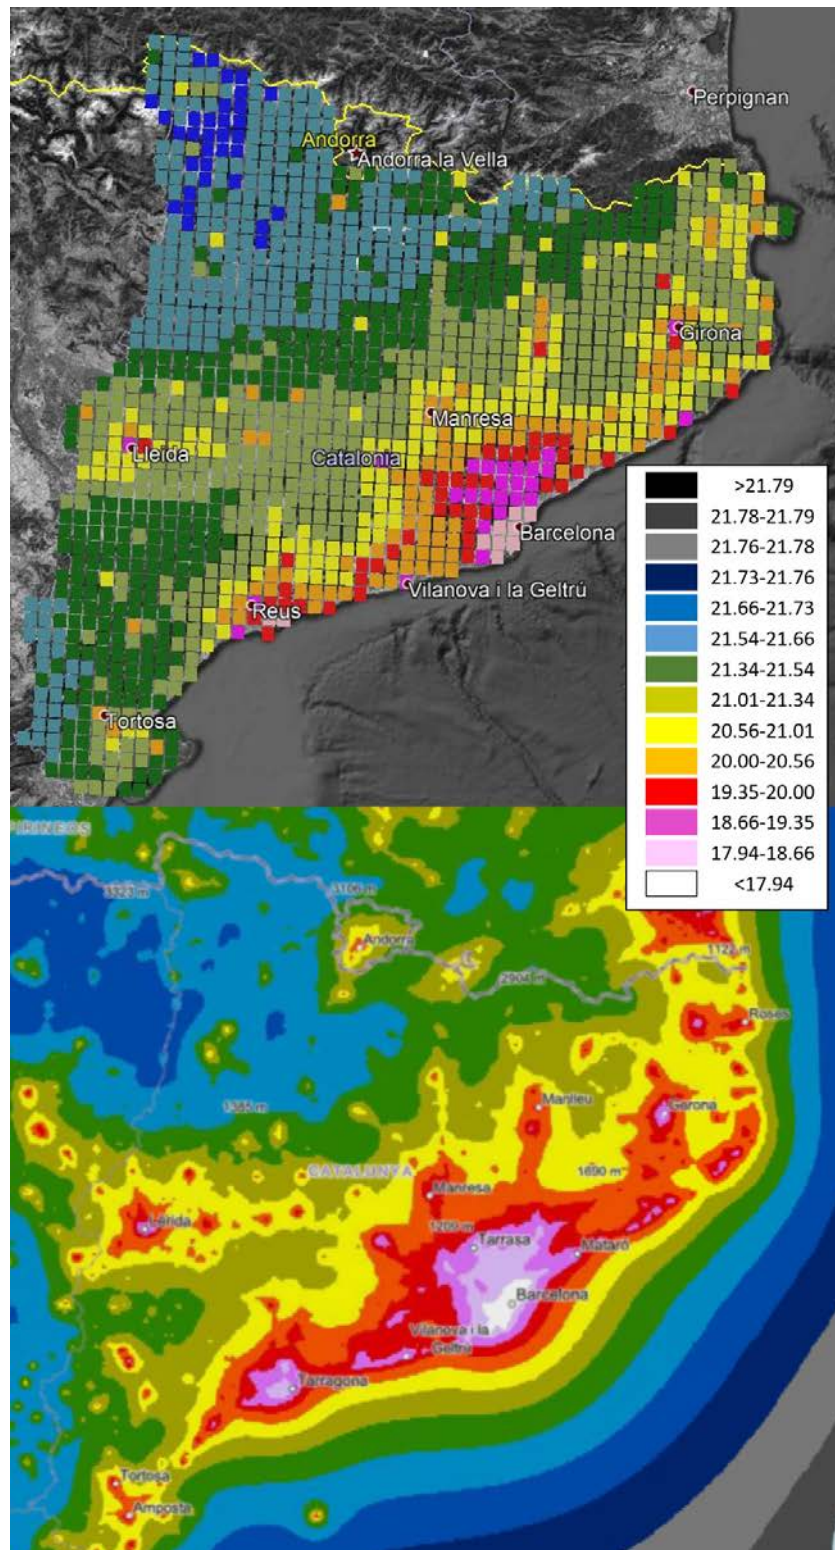 Perpignan
Andorra
Andorra la Vella
Girona
Manresa
Lleida
Catalonia
Barcelona
Vilanova i la Geltrú
Reus
Tortosa
>21.79
21.78-21.79
21.76-21.78
21.73-21.76
21.66-21.73
21.54-21.66
21.34-21.54
21.01-21.34
20.56-21.01
20.00-20.56
19.35-20.00
18.66-19.35
17.94-18.66
<17.94
PIRINEOS
3323 m
3106 m
Andorra
1122 m
2904 m
Roses
1385 m
Manlleu
Gerona
CATALUNYA
1690 m
Manresa
Lérida
1209 m
Tarrasa
Mataró
Barcelona
Vilanova i la
Geltrú
Tarragona
Tortosa
Amposta